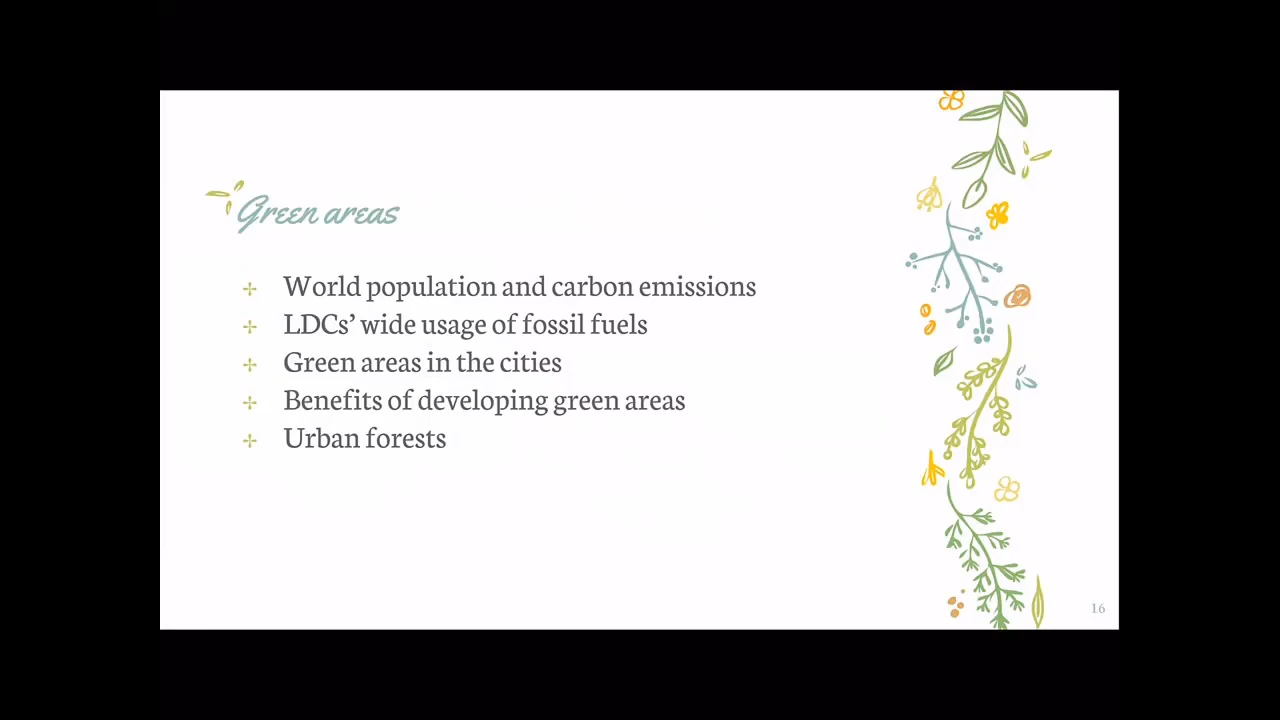 Green areas
World population and carbon emissions
LDCs’ wide usage of fossil fuels
Green areas in the cities
Benefits of developing green areas
Urban forests
16